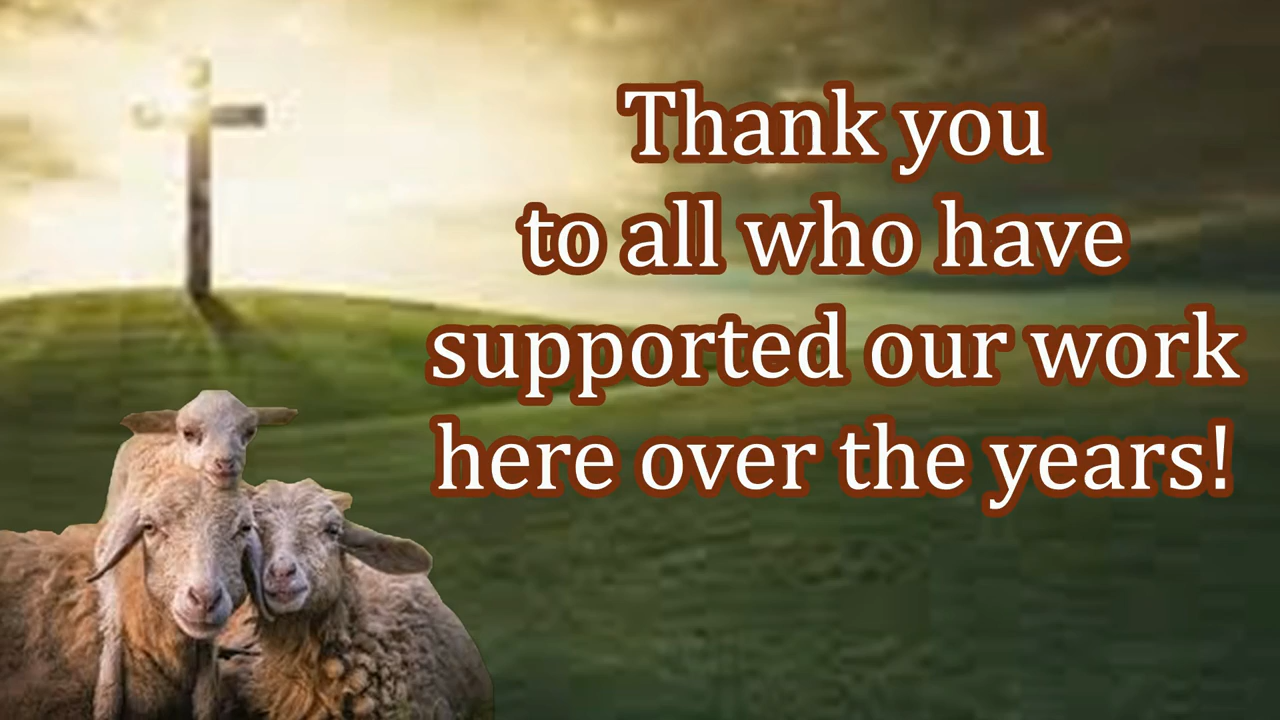 Thank you
to all who have
supported our work
here over the years!